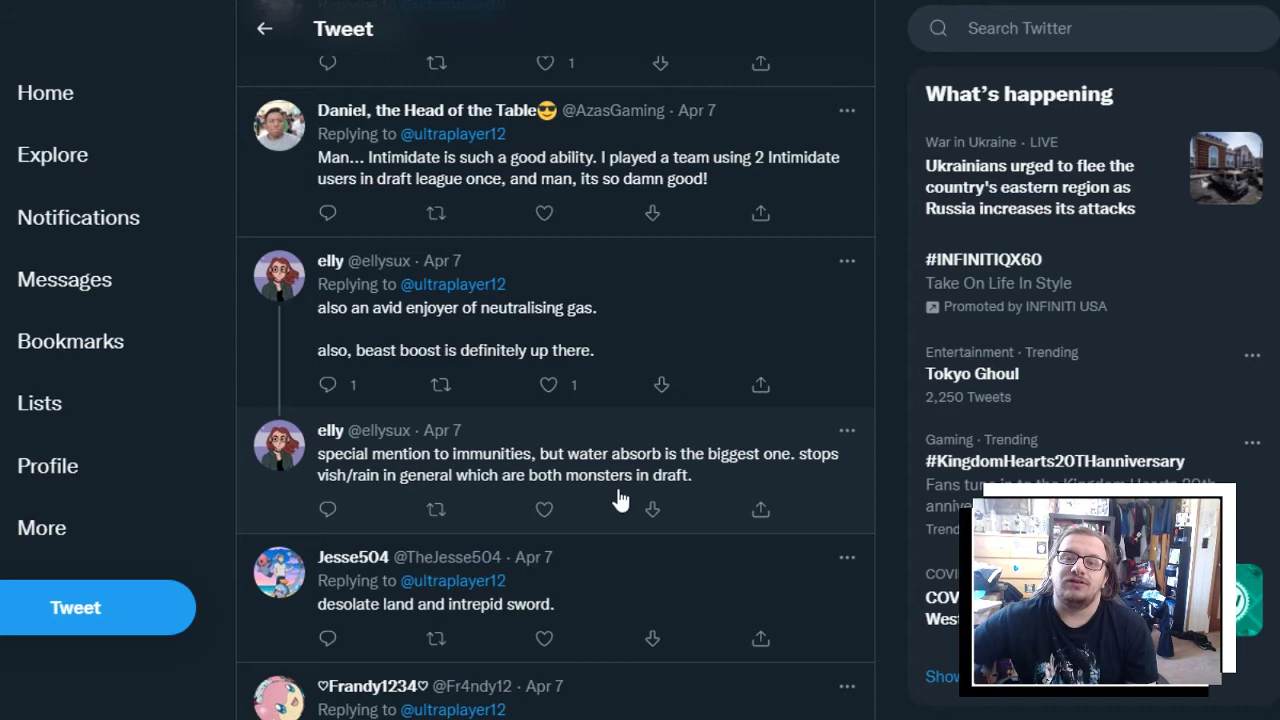 Home
Explore
Notifications
Messages
Bookmarks
Lists
Profile
More
Tweet
Tweet
1
Daniel, the Head of the Table😎 @AzasGaming · Apr 7
Replying to @ultraplayer12
Man... Intimidate is such a good ability. I played a team using 2 Intimidate
users in draft league once, and man, its so damn good!
elly @ellysux · Apr 7
Replying to @ultraplayer12
also an avid enjoyer of neutralising gas.
also, beast boost is definitely up there.
1 1
elly @ellysux · Apr 7
special mention to immunities, but water absorb is the biggest one. stops
vish/rain in general which are both monsters in draft.
Jesse504 @TheJesse504 · Apr 7
Replying to @ultraplayer12
desolate land and intrepid sword.
♡Frandy1234♡ @Fr4ndy12 · Apr 7
Replying to @ultraplayer12
Search Twitter
What's happening
War in Ukraine · LIVE
Ukrainians urged to flee the
country's eastern region as
Russia increases its attacks
#INFINITIQX60
Take On Life In Style
Promoted by INFINITI USA
Entertainment · Trending
Tokyo Ghoul
2,250 Tweets
Gaming · Trending
#KingdomHearts20THanniversary
Fans tune in to the Kingdom Hearts 20th
Trend
COVI
COV
West
Show